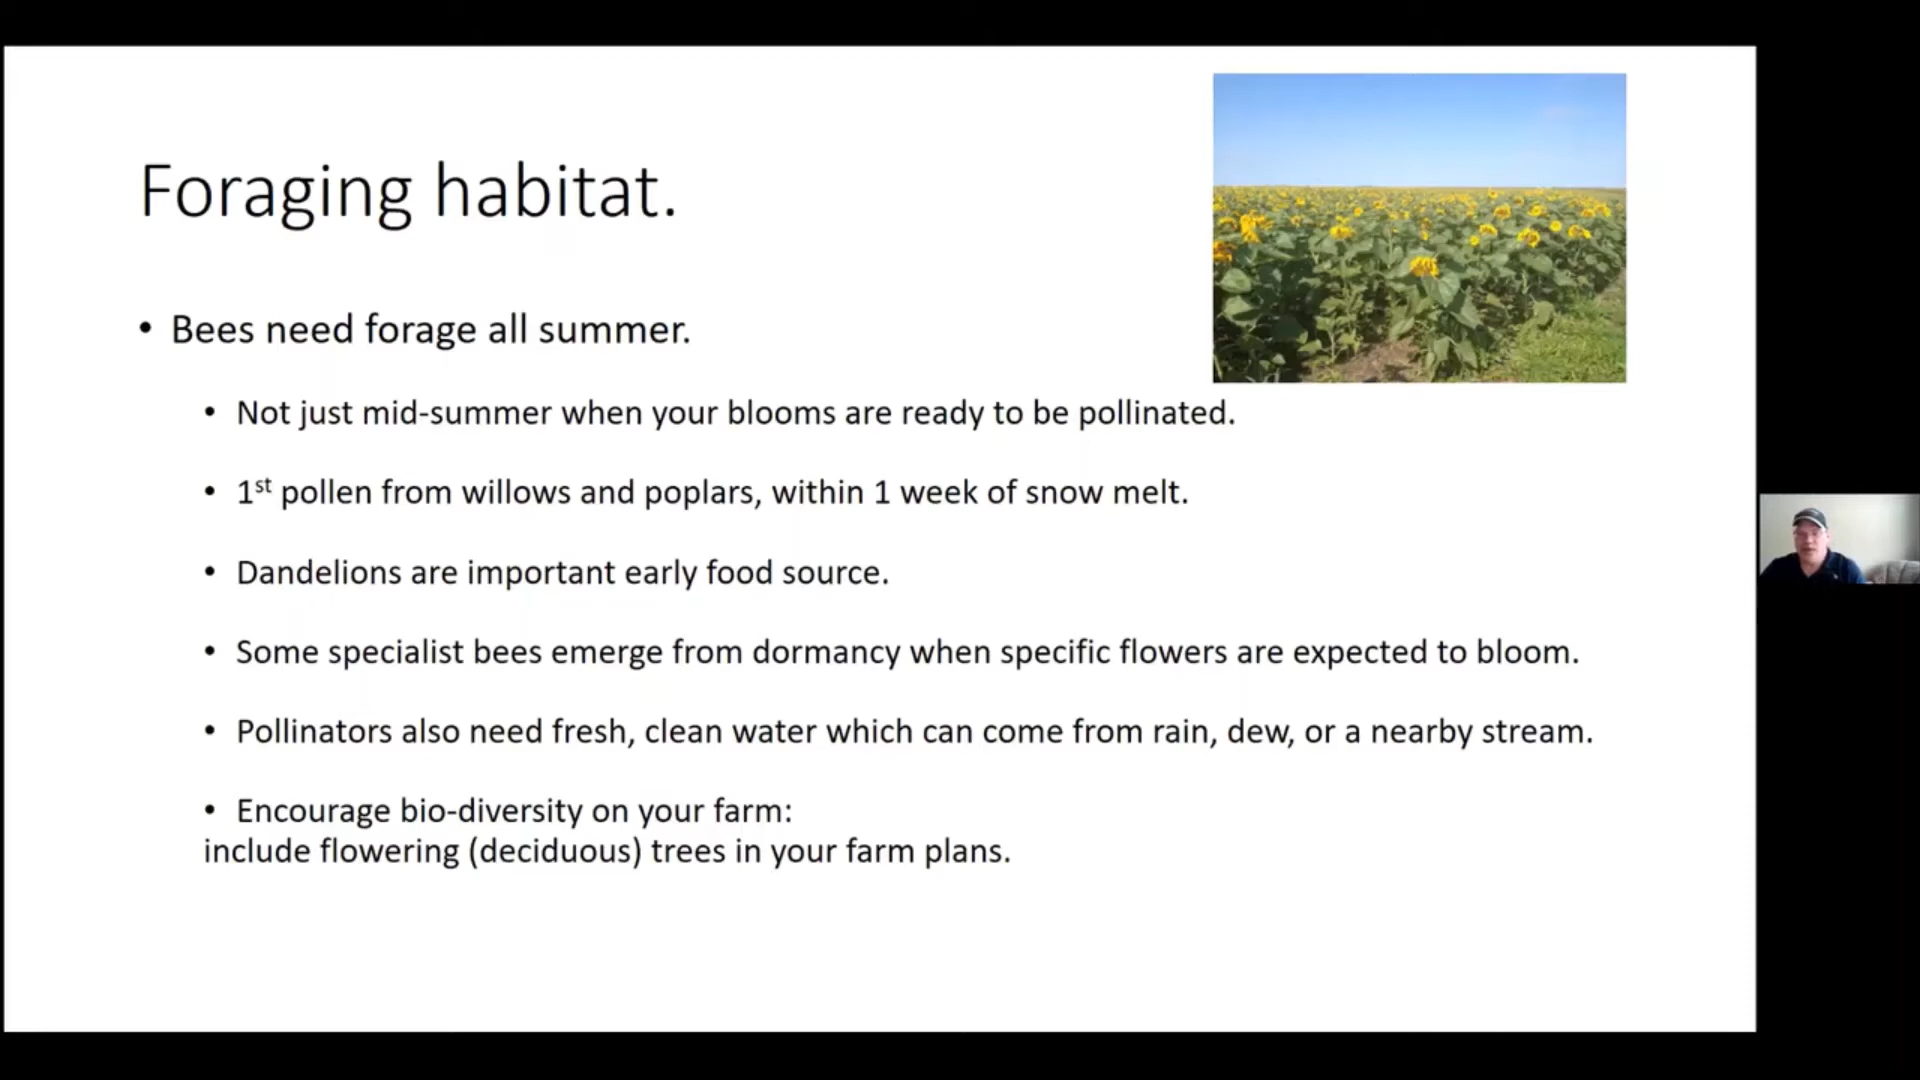 Foraging habitat.
• Bees need forage all summer.
• Not just mid-summer when your blooms are ready to be pollinated.
• 1st pollen from willows and poplars, within 1 week of snow melt.
• Dandelions are important early food source.
• Some specialist bees emerge from dormancy when specific flowers are expected to bloom.
• Pollinators also need fresh, clean water which can come from rain, dew, or a nearby stream.
• Encourage bio-diversity on your farm:
include flowering (deciduous) trees in your farm plans.